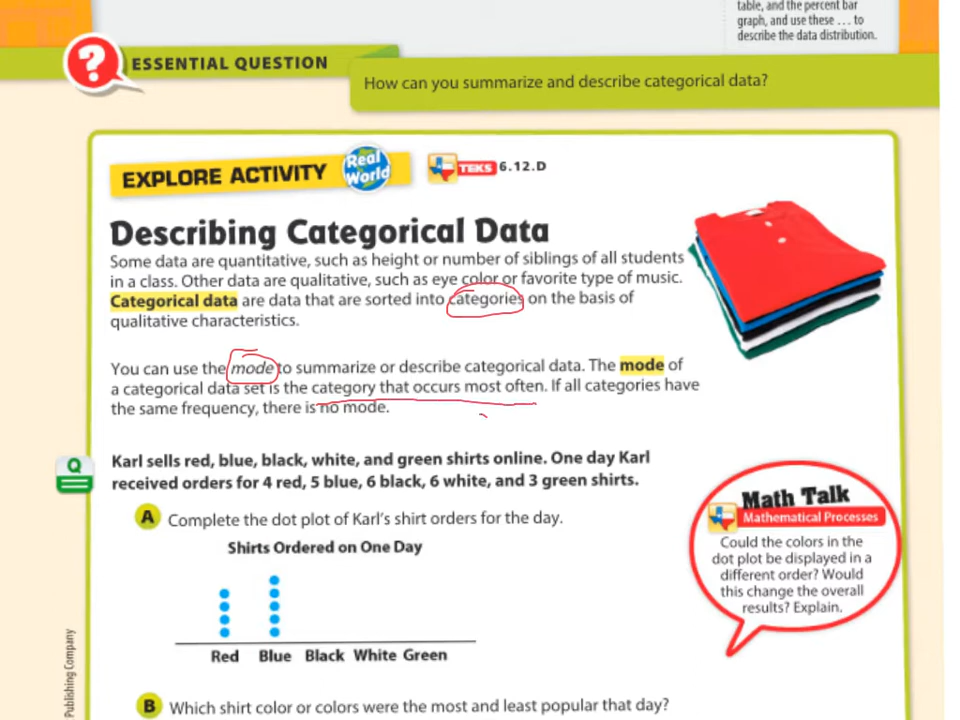 table, and the percent bar
graph, and use these ... to
describe the data distribution.
?
ESSENTIAL QUESTION
How can you summarize and describe categorical data?
EXPLORE ACTIVITY
Real
World
TEKS 6.12.D
Describing Categorical Data
Some data are quantitative, such as height or number of siblings of all students
in a class. Other data are qualitative, such as eye color or favorite type of music.
Categorical data are data that are sorted into categories on the basis of
qualitative characteristics.
You can use the mode to summarize or describe categorical data. The mode of
a categorical data set is the category that occurs most often. If all categories have
the same frequency, there is no mode.
Q
Karl sells red, blue, black, white, and green shirts online. One day Karl
received orders for 4 red, 5 blue, 6 black, 6 white, and 3 green shirts.
A Complete the dot plot of Karl's shirt orders for the day.
Shirts Ordered on One Day
Red Blue Black White Green
Math Talk
Mathematical Processes
Could the colors in the
dot plot be displayed in a
different order? Would
this change the overall
results? Explain.
B Which shirt color or colors were the most and least popular that day?
Publishing Company